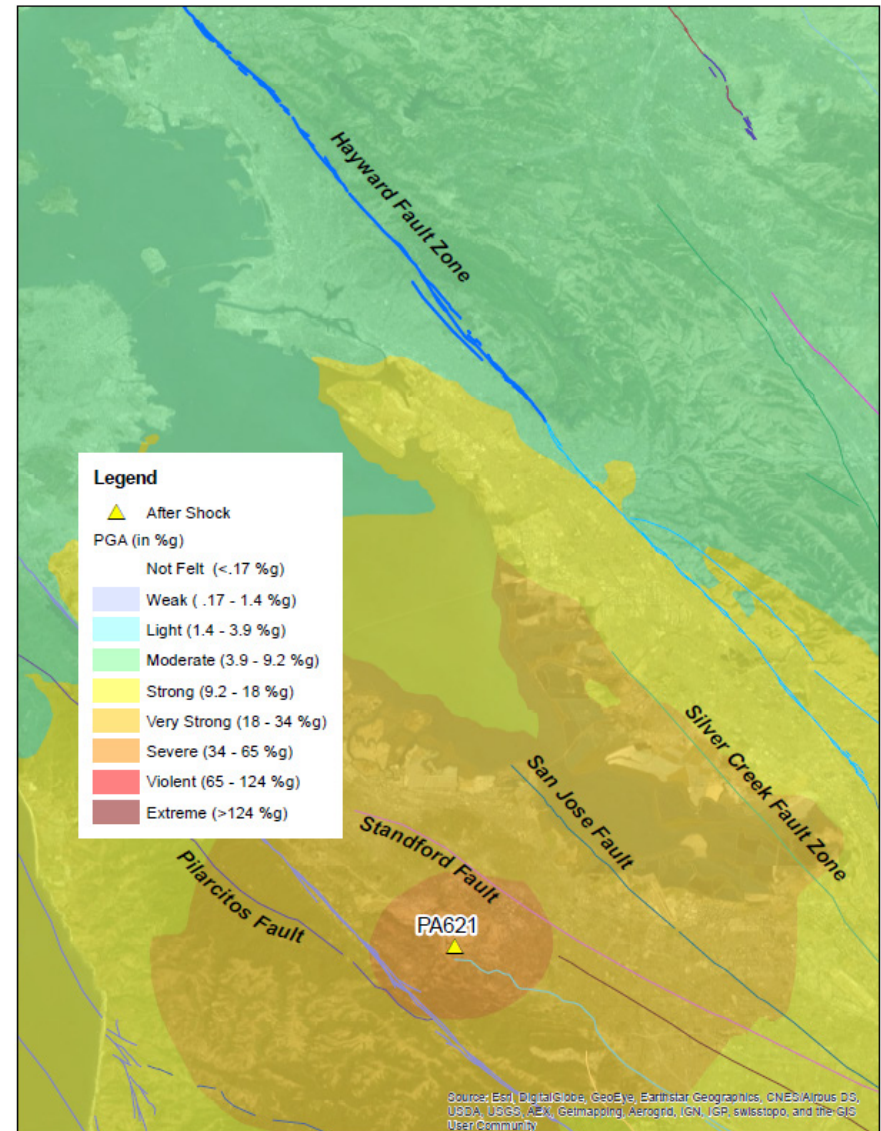 Hayward Fault Zone
Legend
After Shock
PGA (in %g)
Not Felt (<.17 %g)
Weak ( .17 - 1.4 %g)
Light (1.4 - 3.9 %g)
Moderate (3.9 - 9.2 %g)
Strong (9.2 - 18 %g)
Very Strong (18 - 34 %g)
Severe (34 - 65 %g)
Violent (65 - 124 %g)
Extreme (>124 %g)
Silver Creek Fault Zone
San Jose Fault
Standford Fault
Pilarcitos Fault
PA621
Source: Esri, DigitalGlobe, GeoEye, Earthstar Geographics, CNES/Airbus DS,
USDA, USGS, AEX, Getmapping, Aerogrid, IGN, IGP, swisstopo, and the GIS
User Community